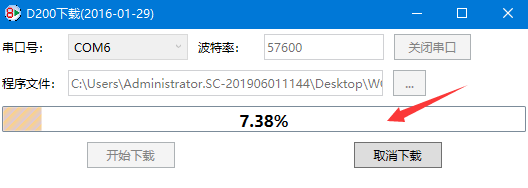 D200下载(2016-01-29)
串口号： COM6 波特率： 57600 关闭串口
程序文件： C:\Users\Administrator.SC-201906011144\Desktop\W ...
7.38%
开始下载 取消下载